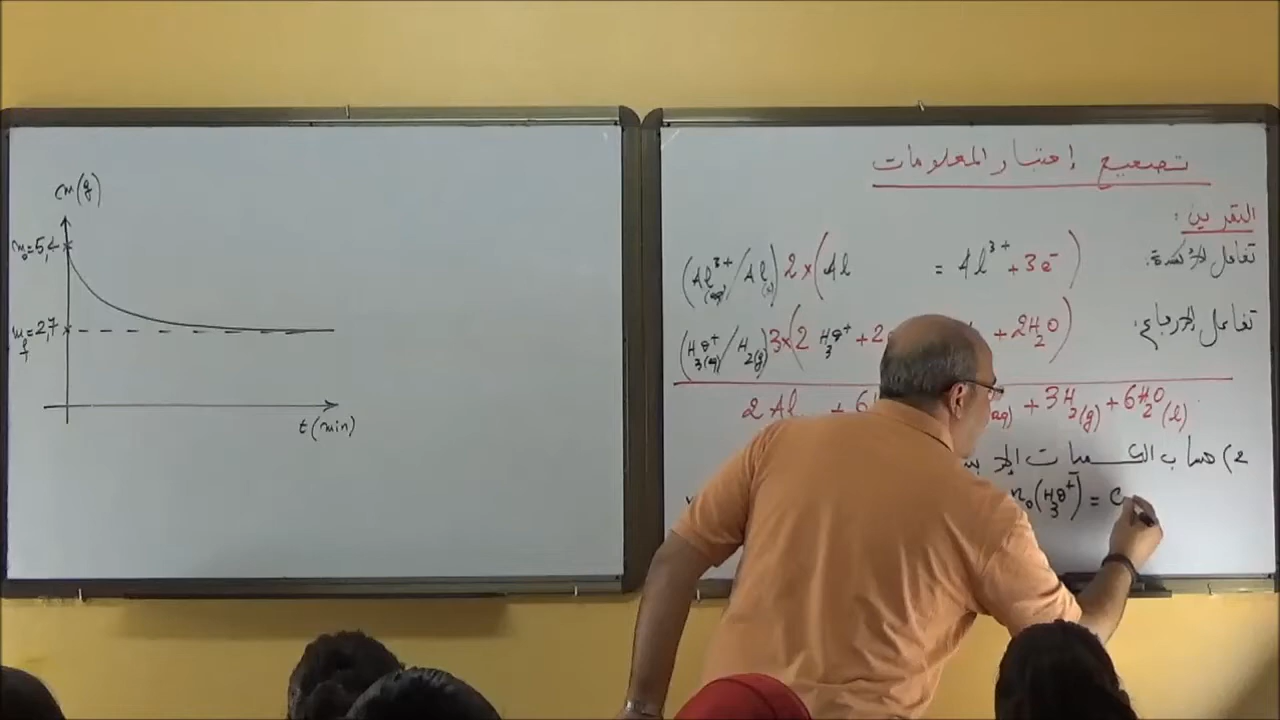 m(g)
m₀=5,4
m_f=2,7
t(min)
تصحيح إختبار المعلومات
التمرين:
تفاعل الأكسدة: (Al³⁺(aq)/Al(s)) 2×(Al = Al³⁺ + 3e⁻)
تفاعل الإرجاع: (H₃O⁺(aq)/H₂(g)) 3×(2 H₃O⁺ + 2 + 2H₂O)
2Al + 6 (aq) + 3H₂(g) + 6H₂O(l)
2) حساب الكميات
n₀(H₃O⁺) = C